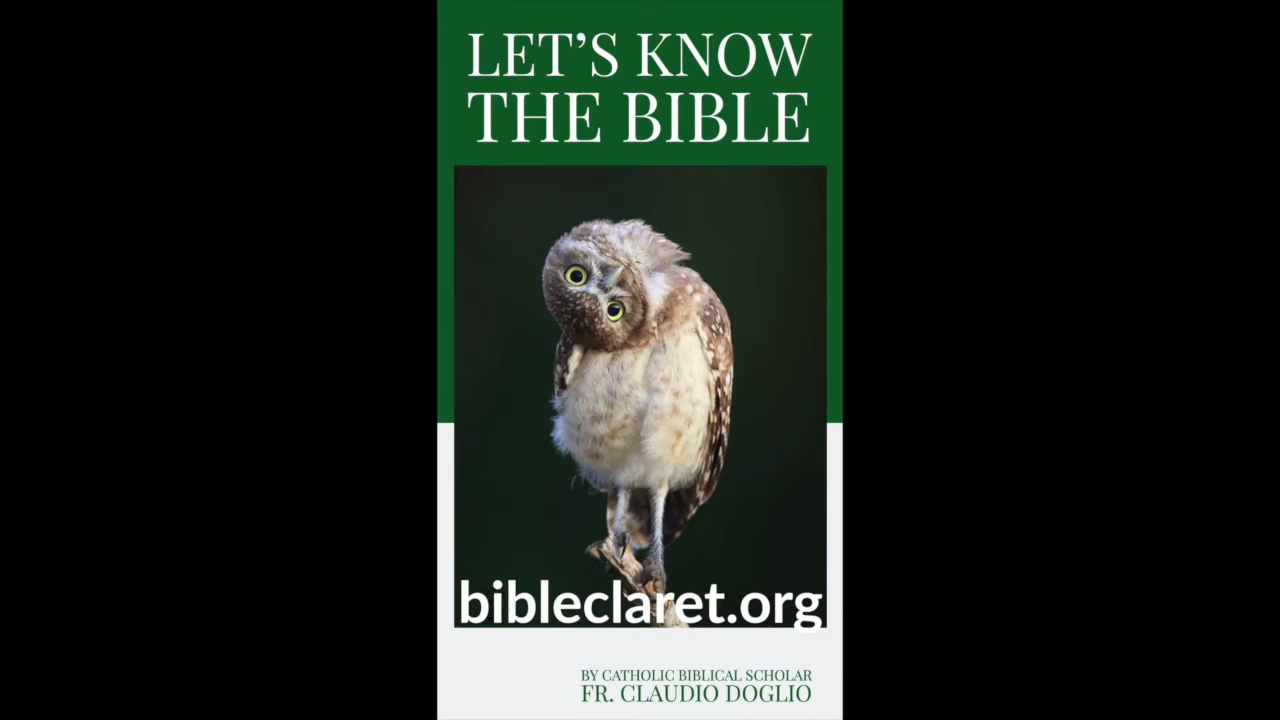 LET’S KNOW
THE BIBLE
bibleclaret.org
BY CATHOLIC BIBLICAL SCHOLAR
FR. CLAUDIO DOGLIO